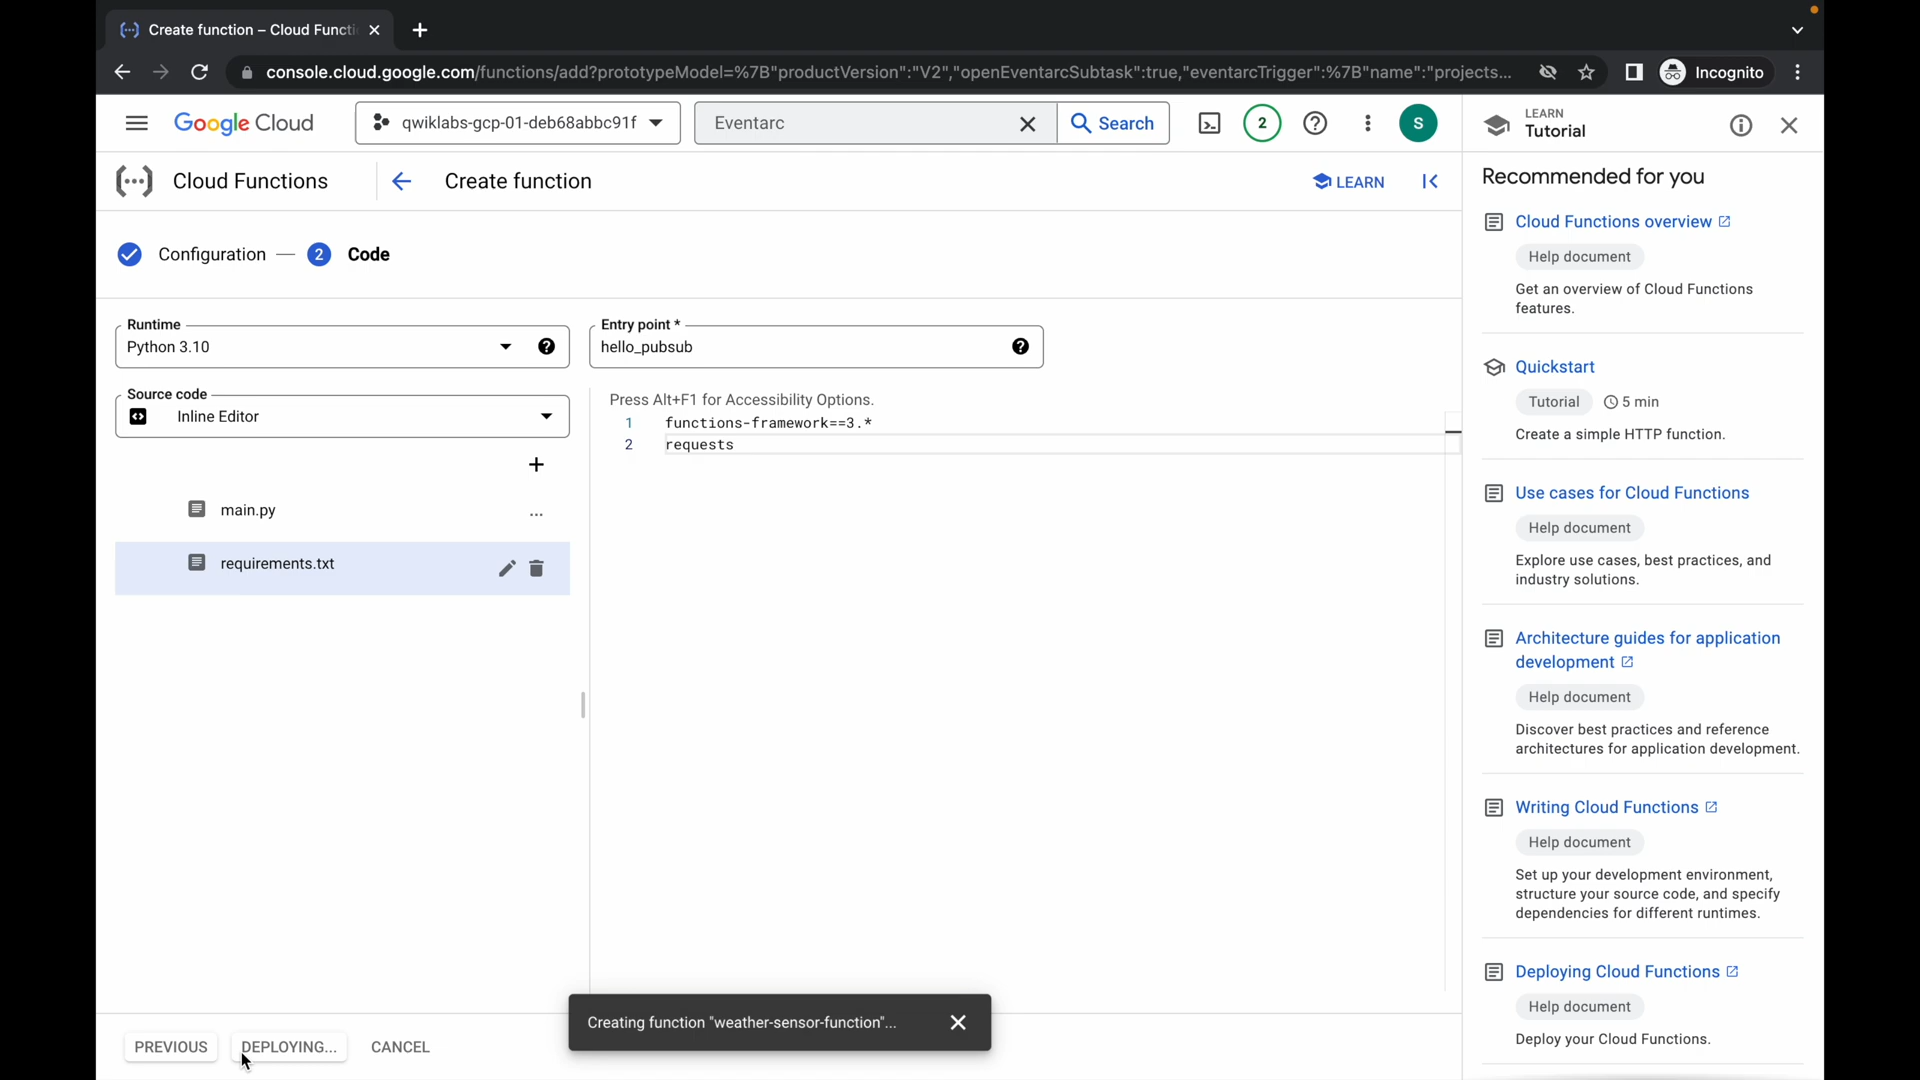 Create function – Cloud Functi
console.cloud.google.com/functions/add?prototypeModel=%7B"productVersion":"V2","openEventarcSubtask":true,"eventarcTrigger":%7B"name":"projects...
Incognito
Google Cloud
qwiklabs-gcp-01-deb68abbc91f
Eventarc
Search
2
S
LEARN
Tutorial
Cloud Functions
Create function
LEARN
Configuration
2
Code
Runtime
Python 3.10
Entry point *
hello_pubsub
Source code
Inline Editor
main.py
...
requirements.txt
Press Alt+F1 for Accessibility Options.
1 functions-framework==3.*
2 requests
Recommended for you
Cloud Functions overview
Help document
Get an overview of Cloud Functions
features.
Quickstart
Tutorial
5 min
Create a simple HTTP function.
Use cases for Cloud Functions
Help document
Explore use cases, best practices, and
industry solutions.
Architecture guides for application
development
Help document
Discover best practices and reference
architectures for application development.
Writing Cloud Functions
Help document
Set up your development environment,
structure your source code, and specify
dependencies for different runtimes.
Deploying Cloud Functions
Help document
Deploy your Cloud Functions.
Creating function "weather-sensor-function"...
PREVIOUS
DEPLOYING...
CANCEL